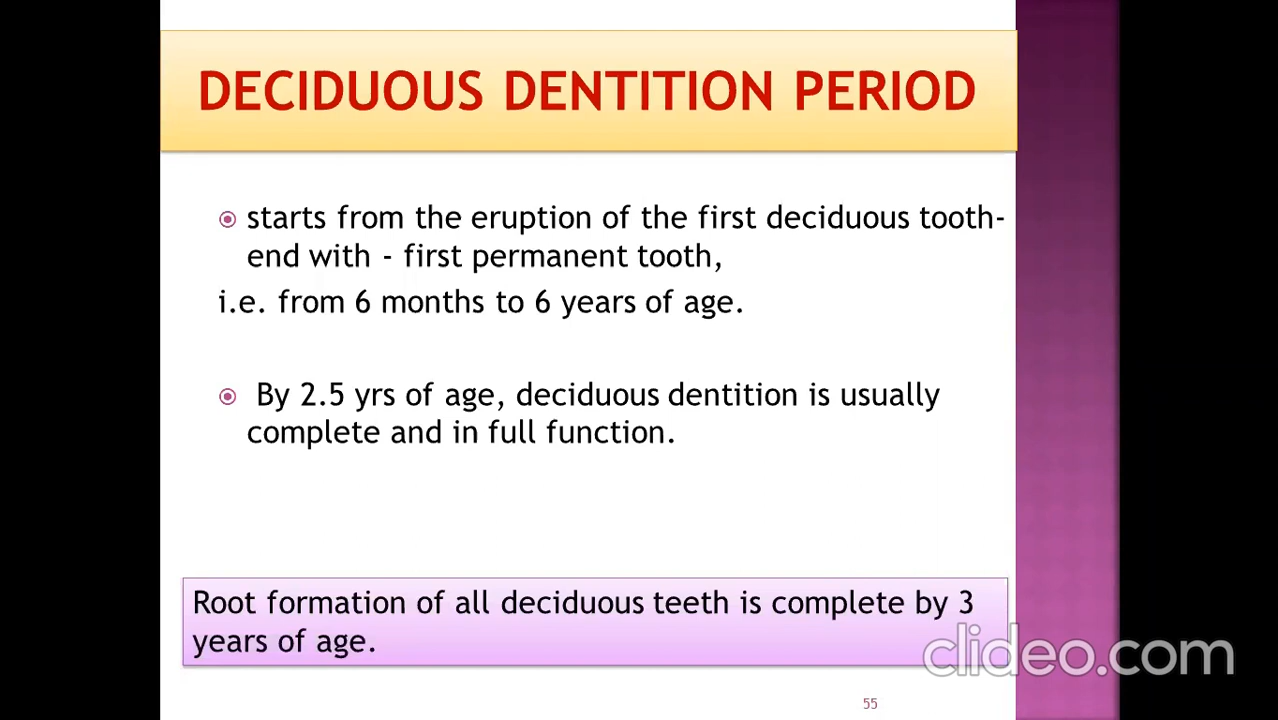 DECIDUOUS DENTITION PERIOD
starts from the eruption of the first deciduous tooth-
end with - first permanent tooth,
i.e. from 6 months to 6 years of age.
By 2.5 yrs of age, deciduous dentition is usually
complete and in full function.
Root formation of all deciduous teeth is complete by 3
years of age.
clideo.com
55